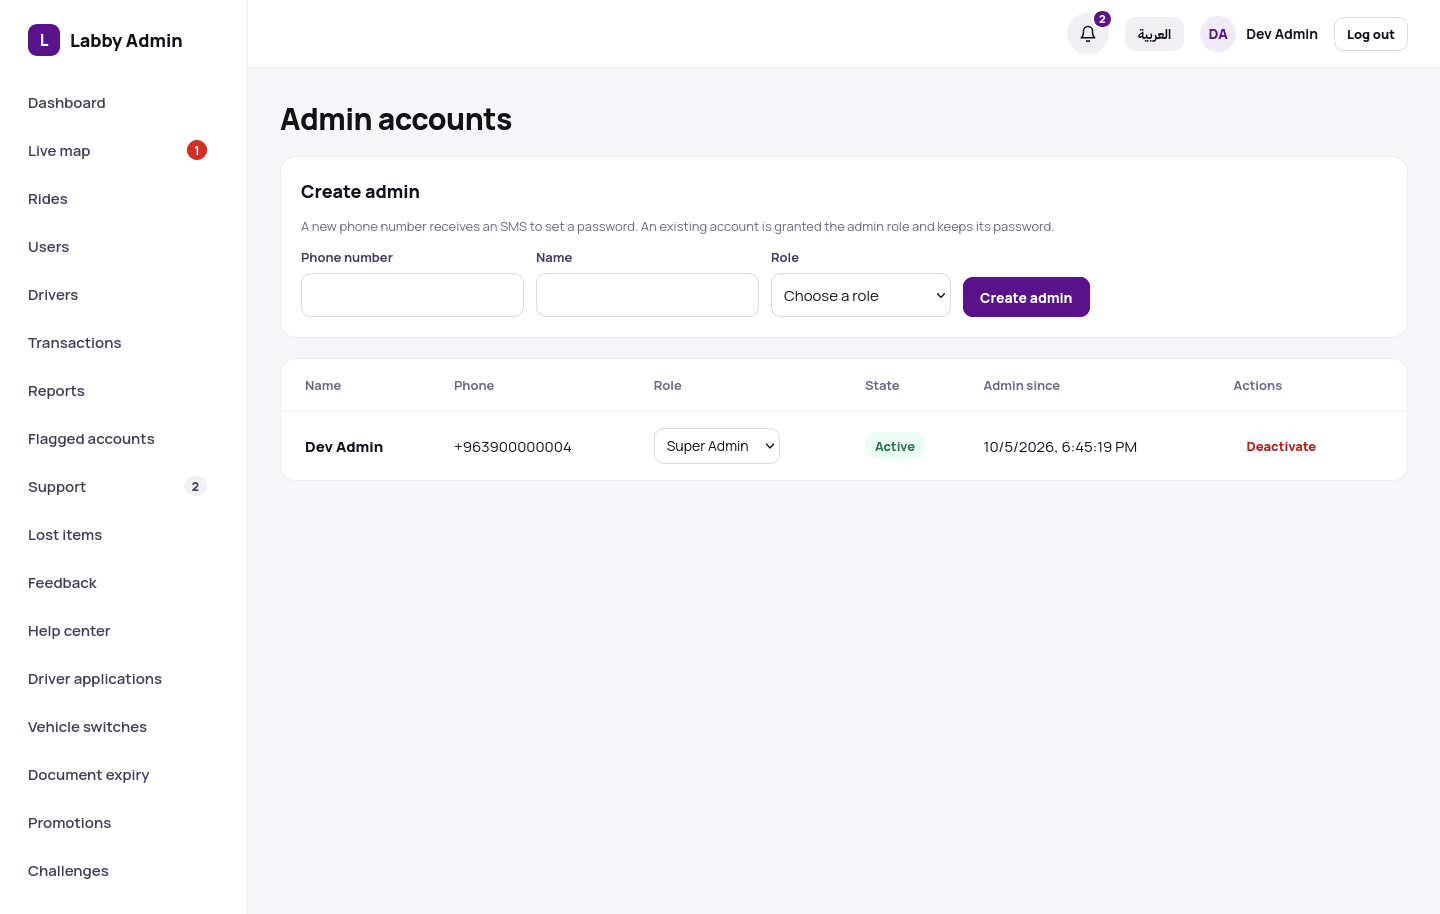 L Labby Admin
2
العربية
DA Dev Admin
Log out
Dashboard
Live map 1
Rides
Users
Drivers
Transactions
Reports
Flagged accounts
Support 2
Lost items
Feedback
Help center
Driver applications
Vehicle switches
Document expiry
Promotions
Challenges
Admin accounts
Create admin
A new phone number receives an SMS to set a password. An existing account is granted the admin role and keeps its password.
Phone number Name Role
Choose a role Create admin
Name Phone Role State Admin since Actions
Dev Admin +963900000004 Super Admin Active 10/5/2026, 6:45:19 PM Deactivate